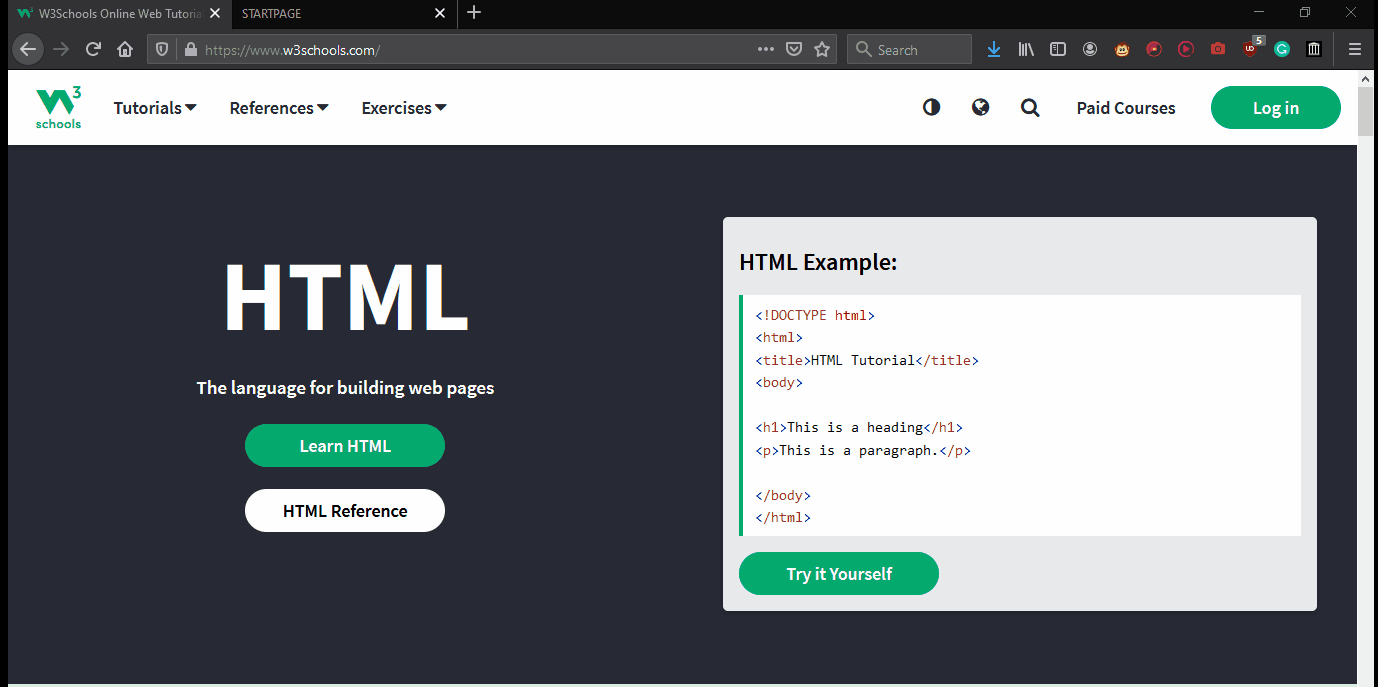 W3Schools Online Web Tutoria
STARTPAGE
https://www.w3schools.com/
Search
5
W3
schools
Tutorials
References
Exercises
Paid Courses
Log in
HTML
The language for building web pages
Learn HTML
HTML Reference
HTML Example:
<!DOCTYPE html>
<html>
<title>HTML Tutorial</title>
<body>
<h1>This is a heading</h1>
<p>This is a paragraph.</p>
</body>
</html>
Try it Yourself